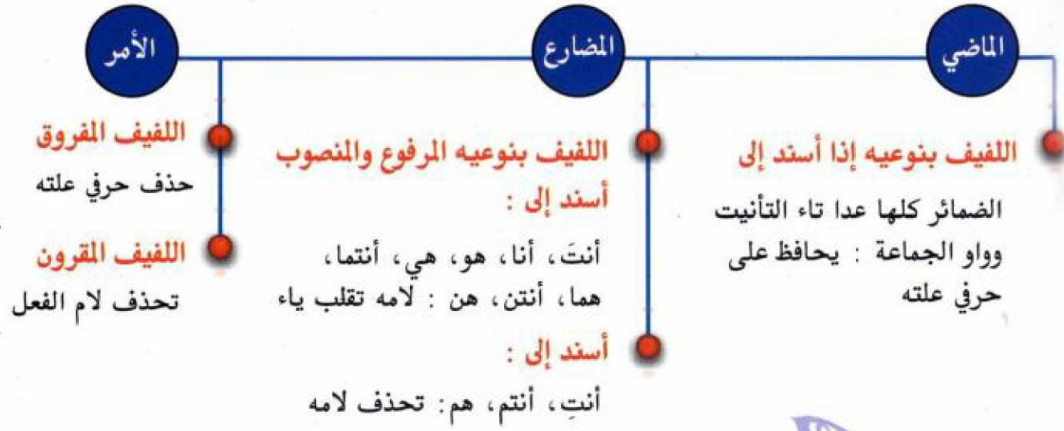 الماضي
اللفيف بنوعيه إذا أسند إلى
الضمائر كلها عدا تاء التأنيت
وواو الجماعة : يحافظ على
حرفي علته
المضارع
اللفيف بنوعيه المرفوع والمنصوب
أسند إلى :
أنتَ، أنا، هو، هي، أنتما،
هما، أنتن، هن : لامه تقلب ياء
أسند إلى :
أنتِ، أنتم، هم: تحذف لامه
الأمر
اللفيف المفروق
حذف حرفي علته
اللفيف المقرون
تحذف لام الفعل